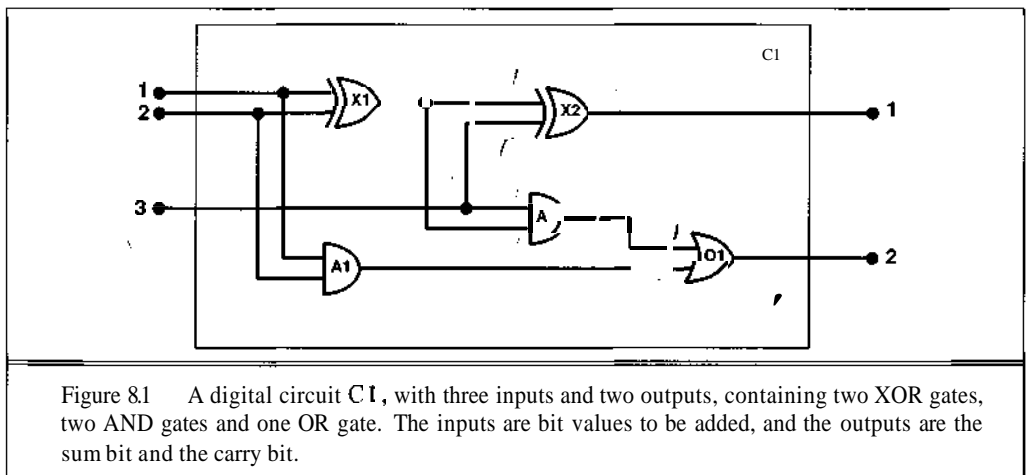 C1
1
X1
X2
1
2
3
A
A1
O1
2
Figure 8.1 A digital circuit C1, with three inputs and two outputs, containing two XOR gates,
two AND gates and one OR gate. The inputs are bit values to be added, and the outputs are the
sum bit and the carry bit.